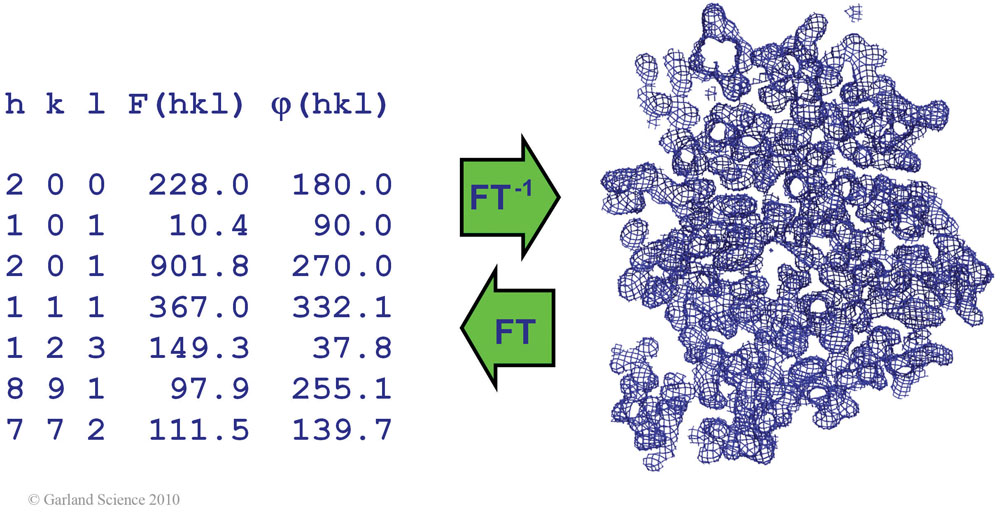 h k l F(hkl) φ(hkl)
2 0 0 228.0 180.0
1 0 1 10.4 90.0
2 0 1 901.8 270.0
1 1 1 367.0 332.1
1 2 3 149.3 37.8
8 9 1 97.9 255.1
7 7 2 111.5 139.7
FT-1
FT
© Garland Science 2010